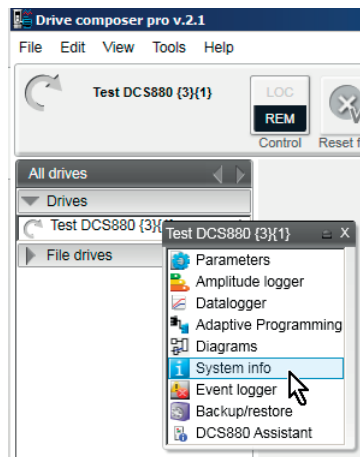 Drive composer pro v.2.1
File Edit View Tools Help
Test DCS880 {3}{1}
LOC
REM
Control Reset f
All drives
Drives
Test DCS880 {3}
File drives
Test DCS880 {3}{1} X
Parameters
Amplitude logger
Datalogger
Adaptive Programming
Diagrams
System info
Event logger
Backup/restore
DCS880 Assistant